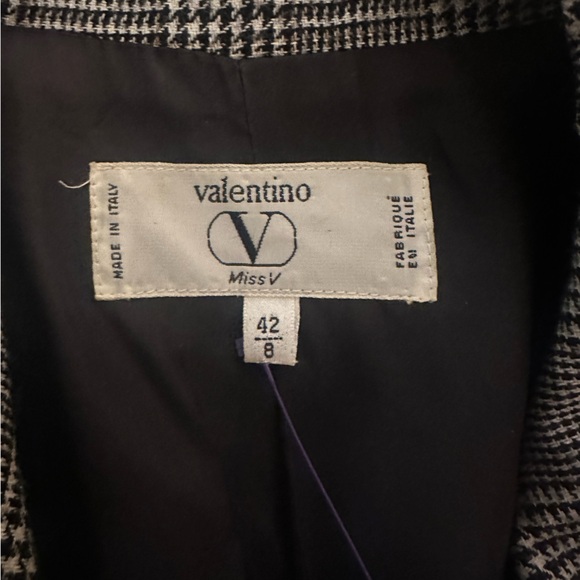 MADE IN ITALY
valentino
V
Miss V
FABRIQUÉ
EN ITALIE
42
8